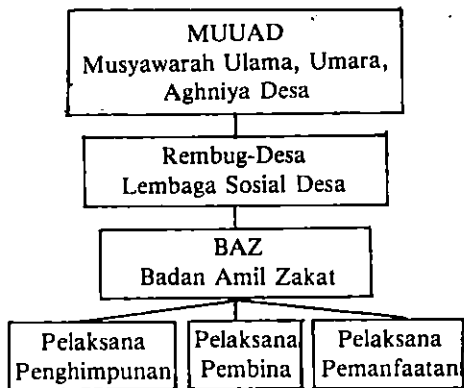 MUUAD
Musyawarah Ulama, Umara,
Aghniya Desa
Rembug-Desa
Lembaga Sosial Desa
BAZ
Badan Amil Zakat
Pelaksana
Penghimpunan
Pelaksana
Pembina
Pelaksana
Pemanfaatan